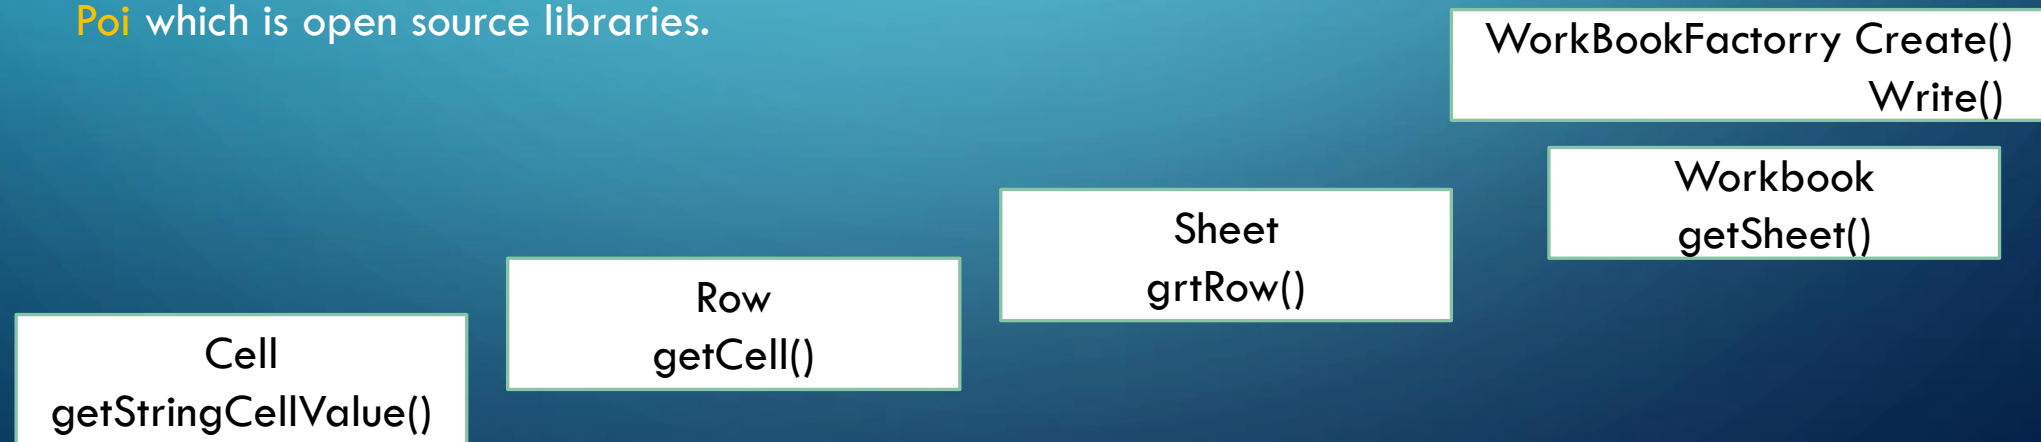 Poi which is open source libraries.
WorkBookFactorry Create()
Write()
Workbook
getSheet()
Sheet
grtRow()
Row
getCell()
Cell
getStringCellValue()